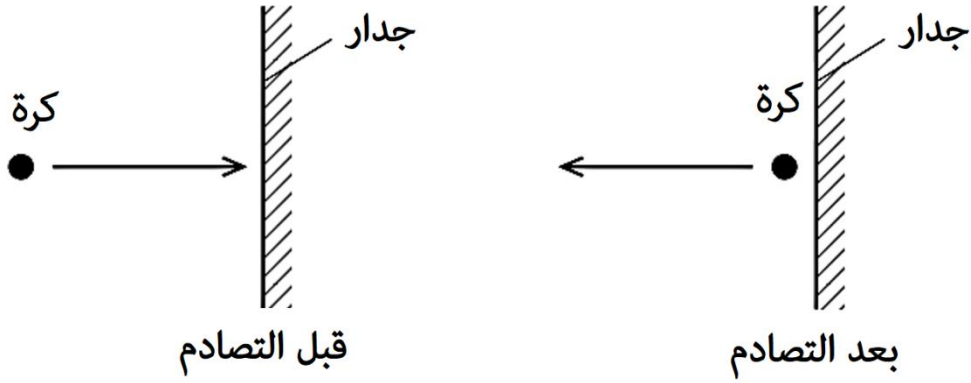 جدار
جدار
كرة
كرة
قبل التصادم
بعد التصادم